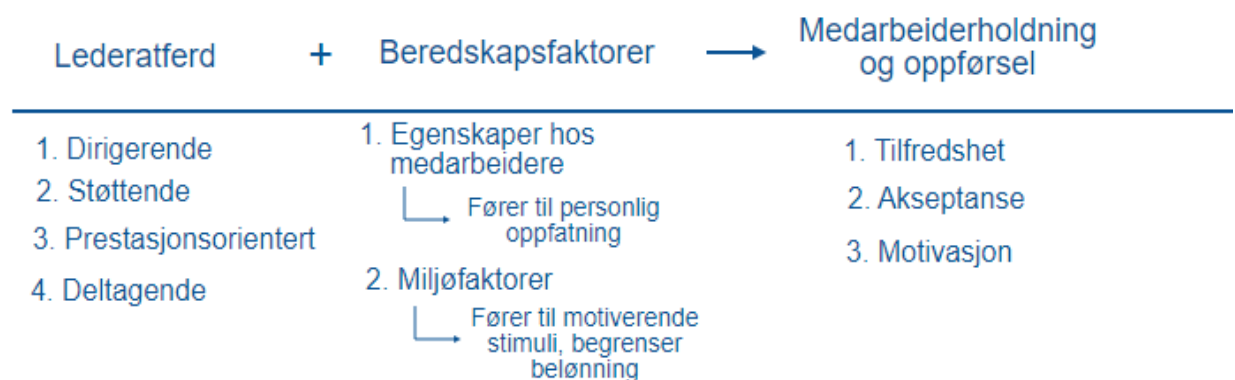 Lederatferd + Beredskapsfaktorer → Medarbeiderholdning
og oppførsel
1. Dirigerende
2. Støttende
3. Prestasjonsorientert
4. Deltagende
1. Egenskaper hos
medarbeidere
Fører til personlig
oppfatning
2. Miljøfaktorer
Fører til motiverende
stimuli, begrenser
belønning
1. Tilfredshet
2. Akseptanse
3. Motivasjon